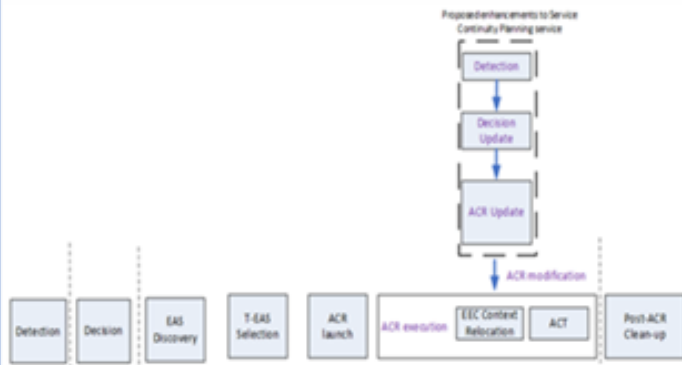 Proposed enhancements to Service
Continuity Planning service
Detection
Decision
Update
ACR Update
ACR modification
Detection
Decision
EAS
Discovery
T-EAS
Selection
ACR
launch
ACR execution
EEC Context
Relocation
ACT
Post-ACR
Clean-up